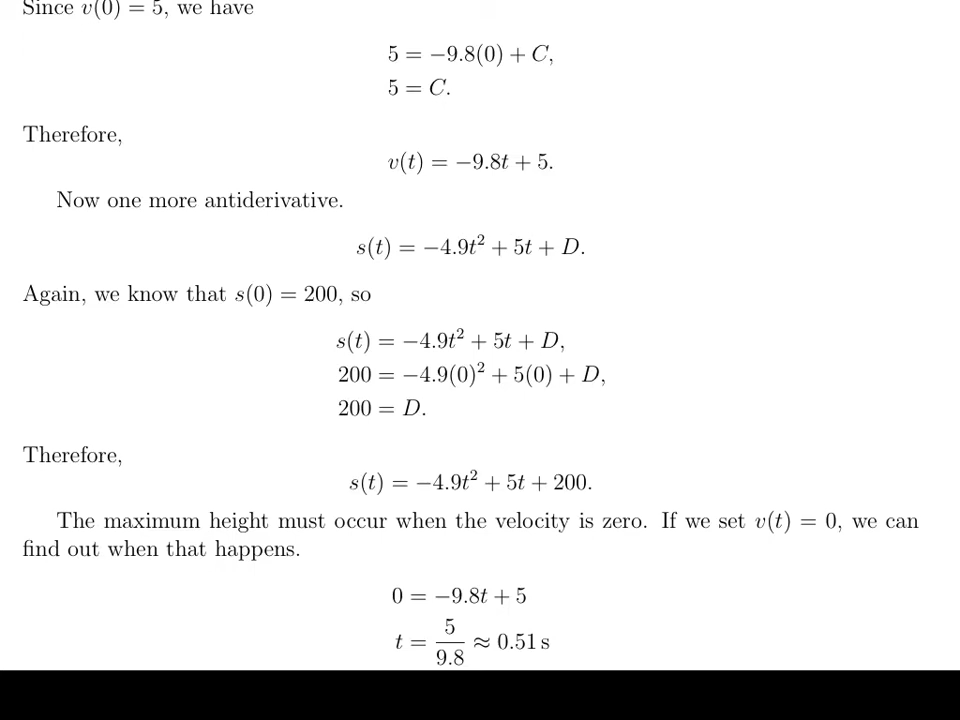 Since v(0) = 5, we have
5 = −9.8(0) + C,
5 = C.
Therefore,
v(t) = −9.8t + 5.
Now one more antiderivative.
s(t) = −4.9t² + 5t + D.
Again, we know that s(0) = 200, so
s(t) = −4.9t² + 5t + D,
200 = −4.9(0)² + 5(0) + D,
200 = D.
Therefore,
s(t) = −4.9t² + 5t + 200.
The maximum height must occur when the velocity is zero. If we set v(t) = 0, we can
find out when that happens.
0 = −9.8t + 5
t = 5/9.8 ≈ 0.51 s